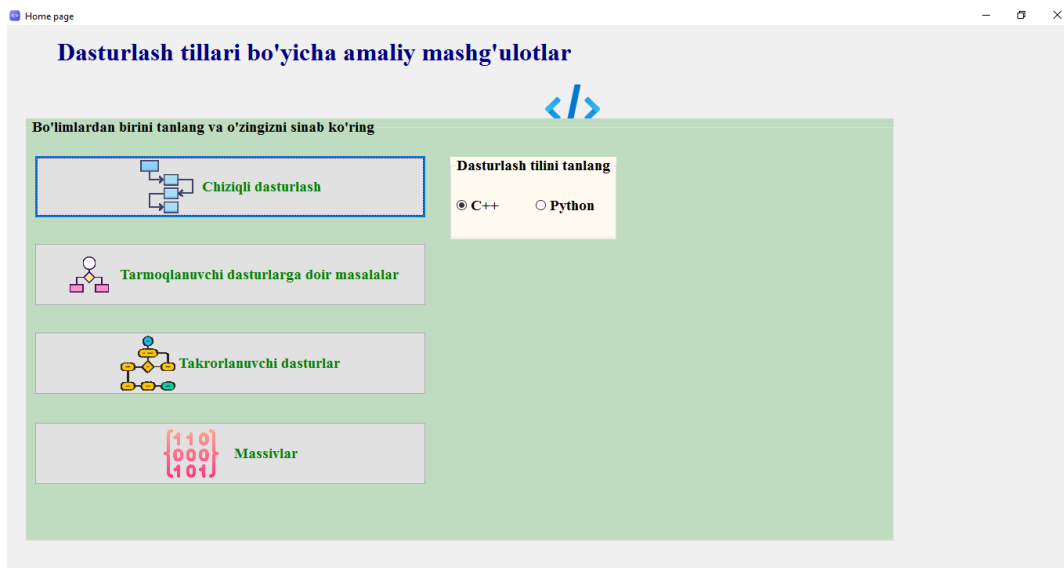 Home page
Dasturlash tillari bo'yicha amaliy mashg'ulotlar
</>
Bo'limlardan birini tanlang va o'zingizni sinab ko'ring
Chiziqli dasturlash
Tarmoqlanuvchi dasturlarga doir masalalar
Takrorlanuvchi dasturlar
110
000
101
Massivlar
Dasturlash tilini tanlang
C++ Python